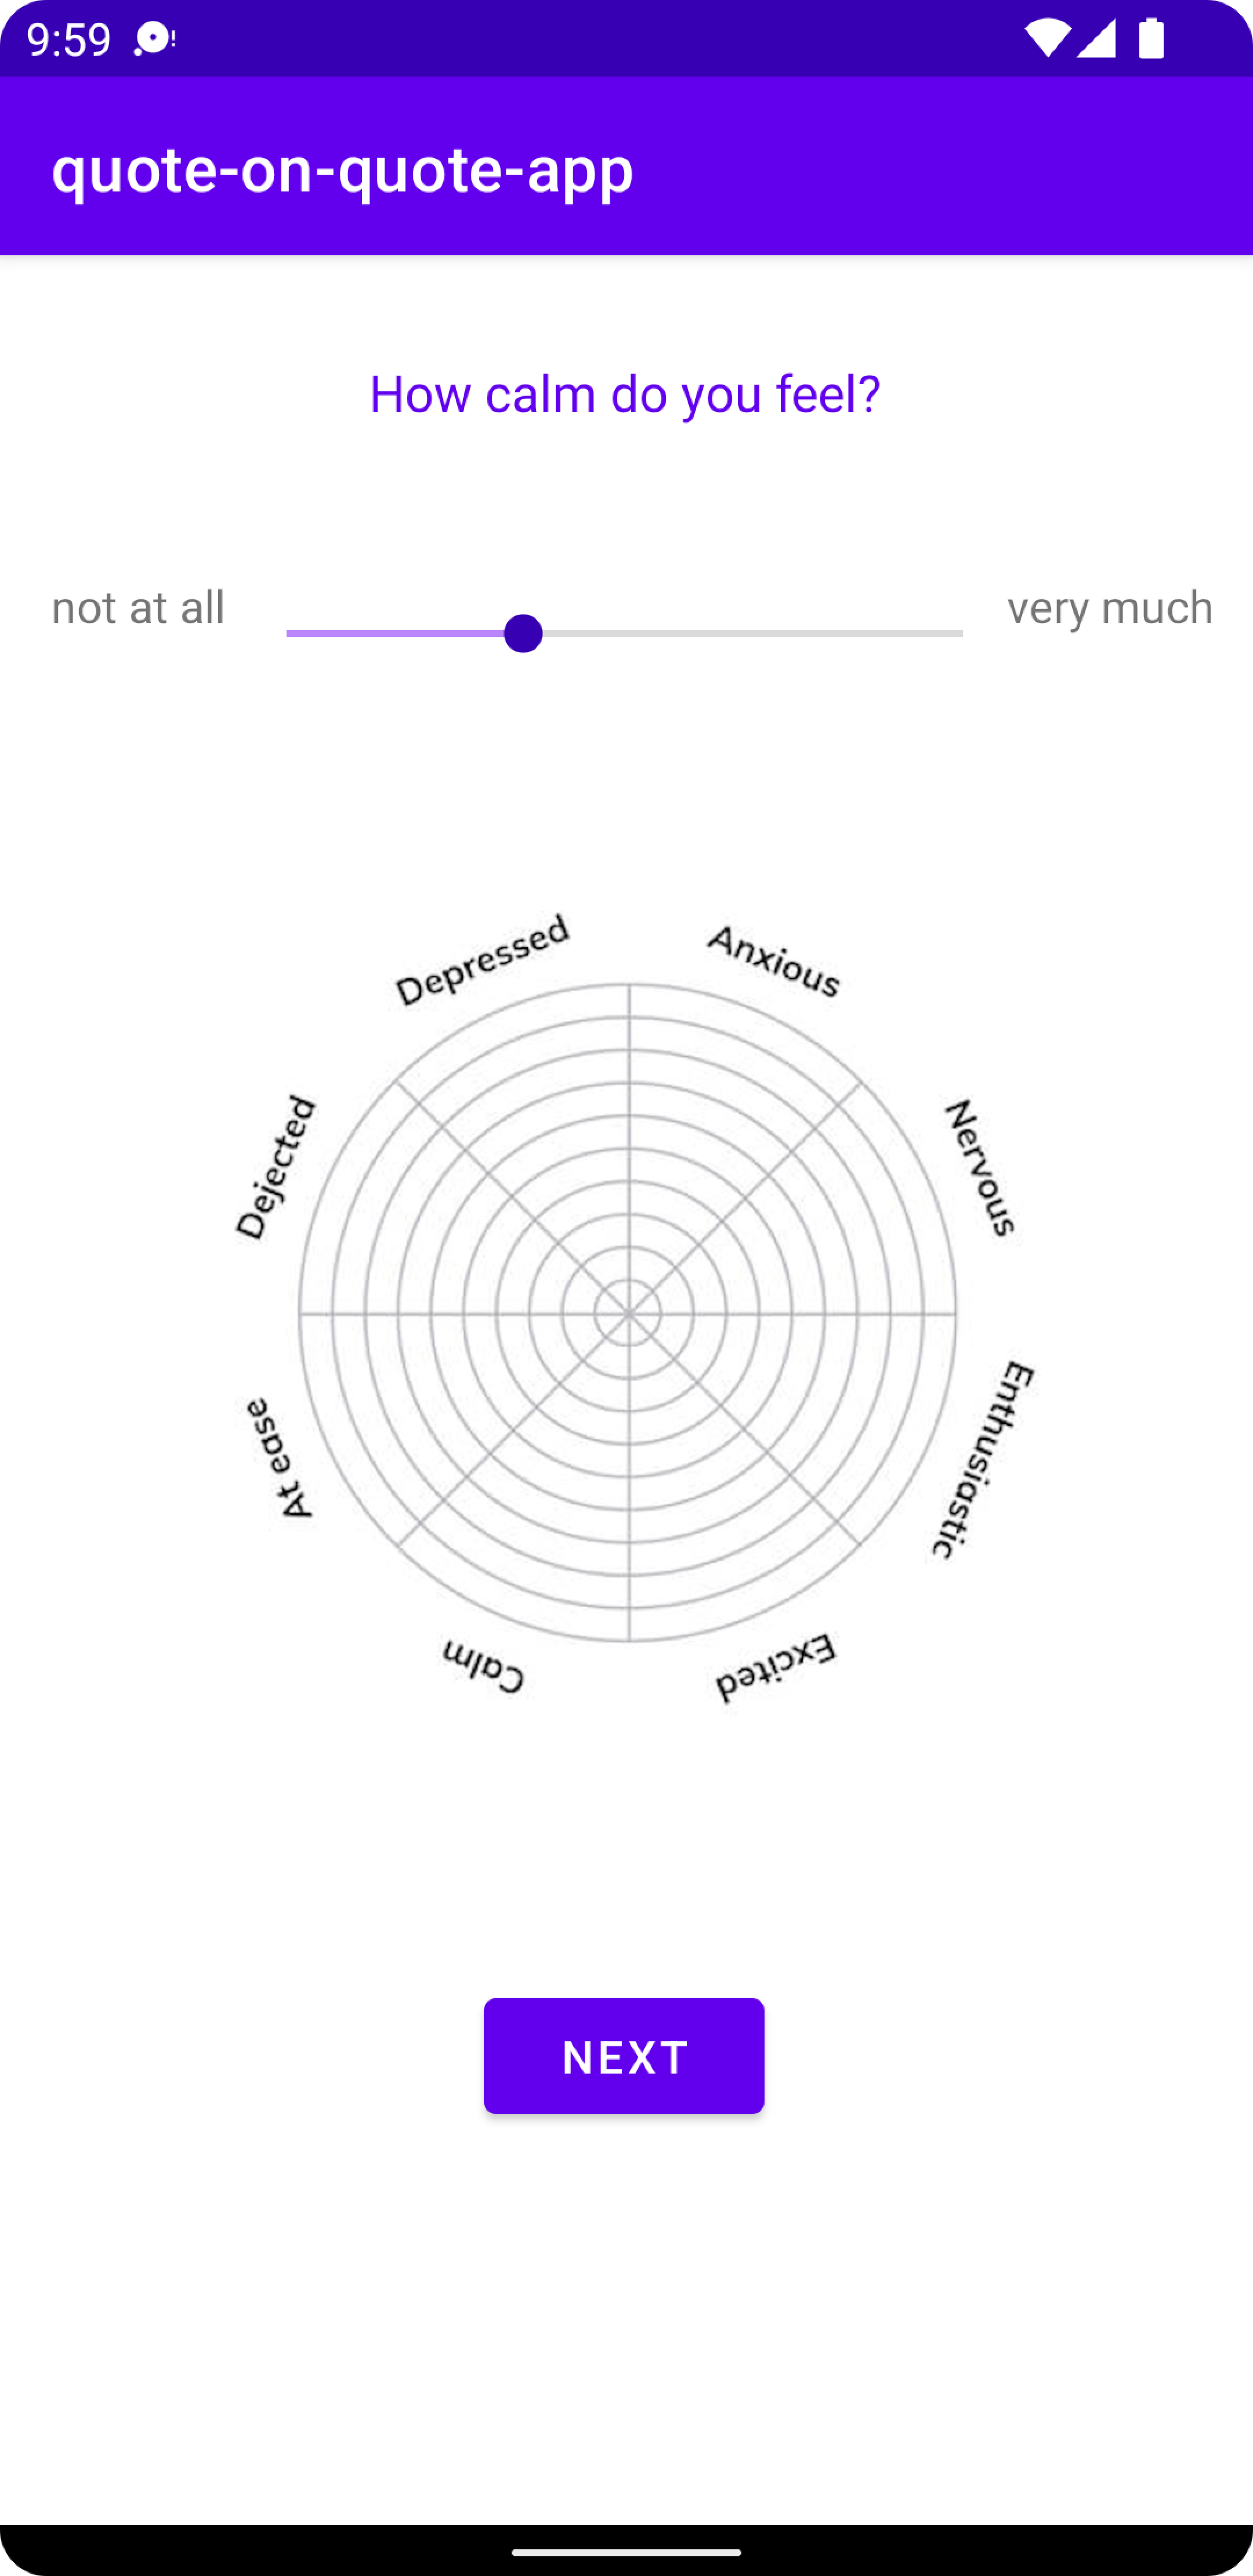 9:59
quote-on-quote-app
How calm do you feel?
not at all
very much
Depressed
Anxious
Dejected
Nervous
At ease
Enthusiastic
Calm
Excited
NEXT